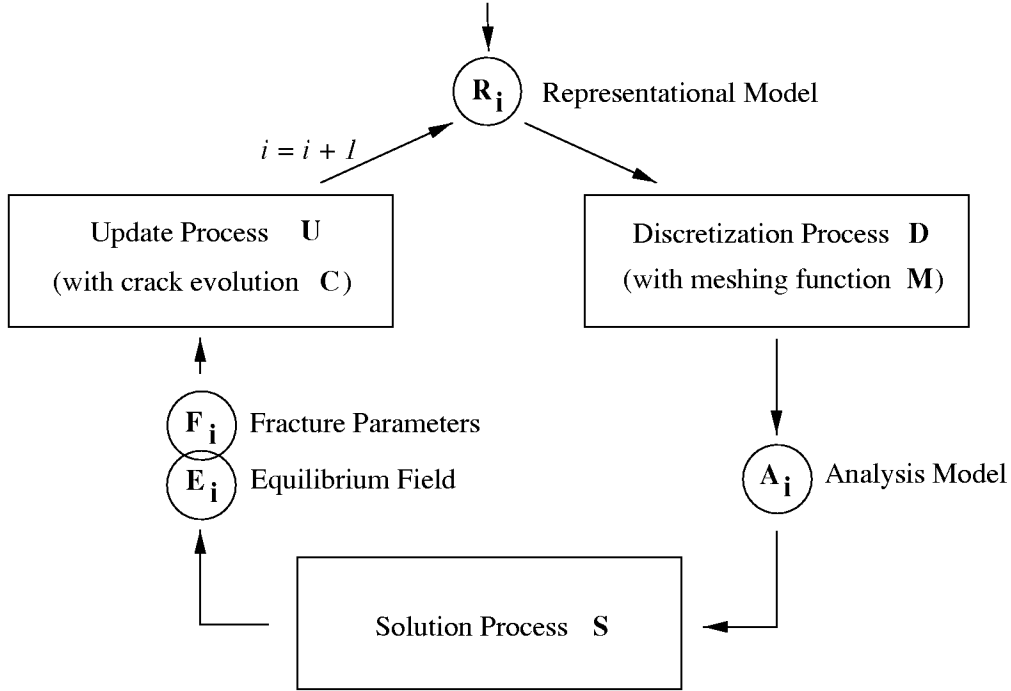 R i Representational Model
i = i + 1
Update Process U
(with crack evolution C)
Discretization Process D
(with meshing function M)
F i Fracture Parameters
E i Equilibrium Field
A i Analysis Model
Solution Process S